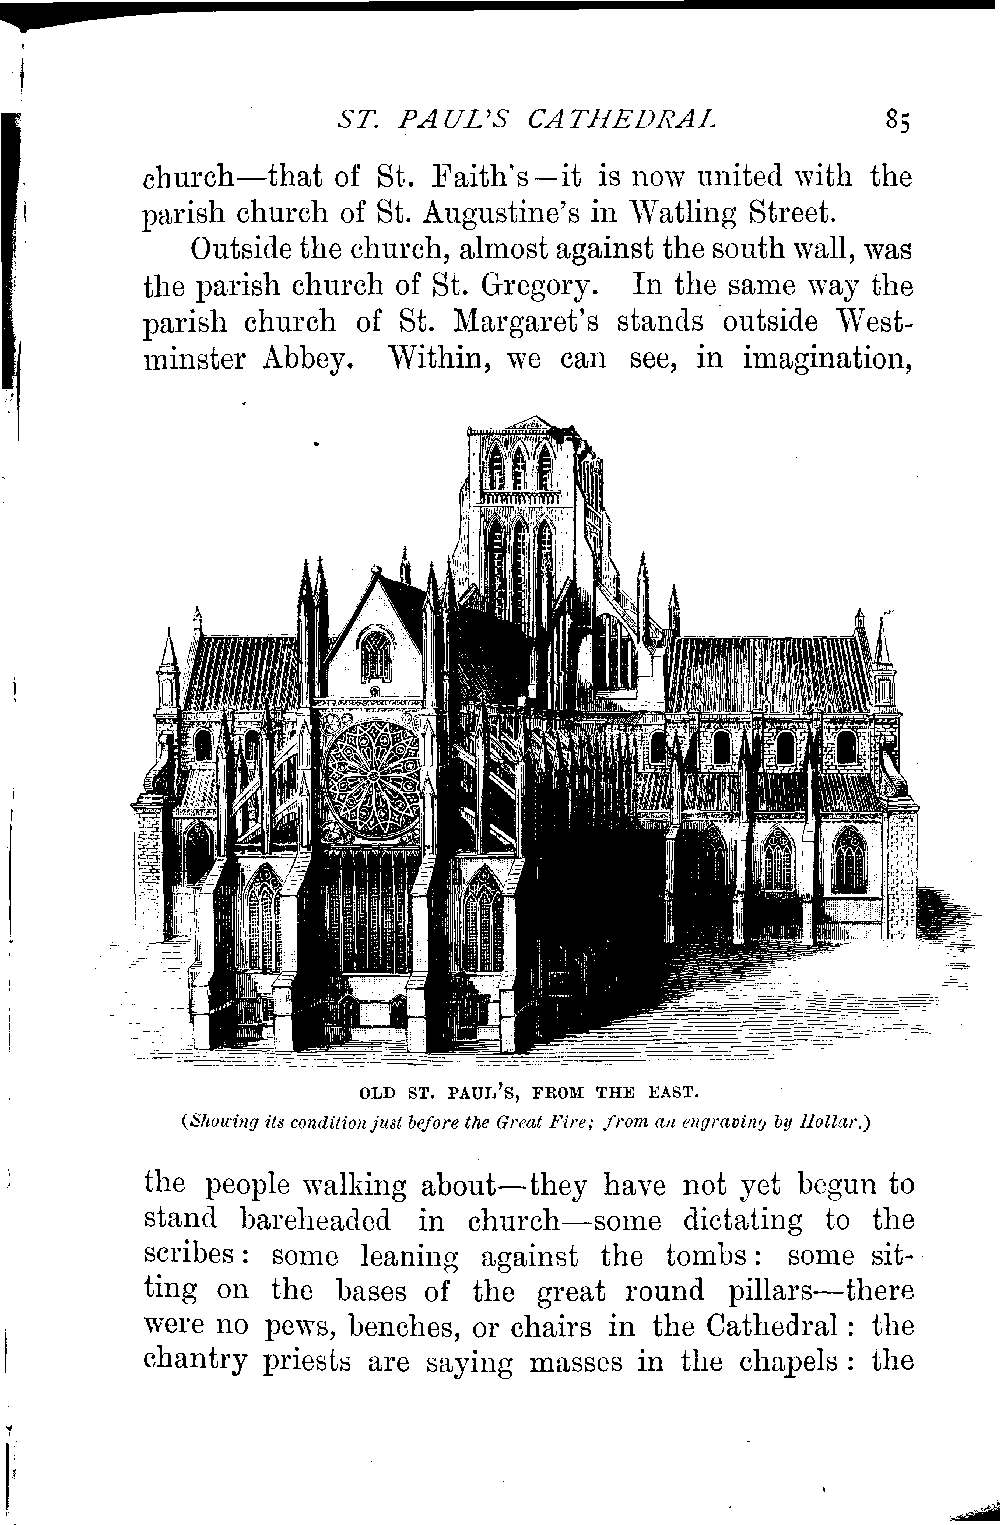 ST. PAUL'S CATHEDRAL 85
church—that of St. Faith's—it is now united with the
parish church of St. Augustine's in Watling Street.
Outside the church, almost against the south wall, was
the parish church of St. Gregory. In the same way the
parish church of St. Margaret's stands outside West-
minster Abbey. Within, we can see, in imagination,
OLD ST. PAUL'S, FROM THE EAST.
(Showing its condition just before the Great Fire; from an engraving by Hollar.)
the people walking about—they have not yet begun to
stand bareheaded in church—some dictating to the
scribes: some leaning against the tombs: some sit-
ting on the bases of the great round pillars—there
were no pews, benches, or chairs in the Cathedral: the
chantry priests are saying masses in the chapels: the